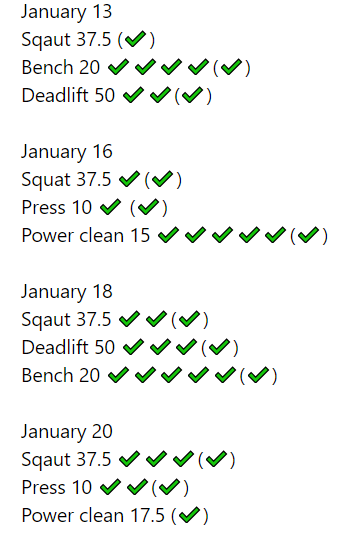 January 13
Sqaut 37.5 (✔)
Bench 20 ✔ ✔ ✔ ✔ (✔)
Deadlift 50 ✔ ✔ (✔)

January 16
Squat 37.5 ✔ (✔)
Press 10 ✔ (✔)
Power clean 15 ✔ ✔ ✔ ✔ ✔ (✔)

January 18
Sqaut 37.5 ✔ ✔ (✔)
Deadlift 50 ✔ ✔ ✔ (✔)
Bench 20 ✔ ✔ ✔ ✔ ✔ (✔)

January 20
Sqaut 37.5 ✔ ✔ ✔ (✔)
Press 10 ✔ ✔ (✔)
Power clean 17.5 (✔)